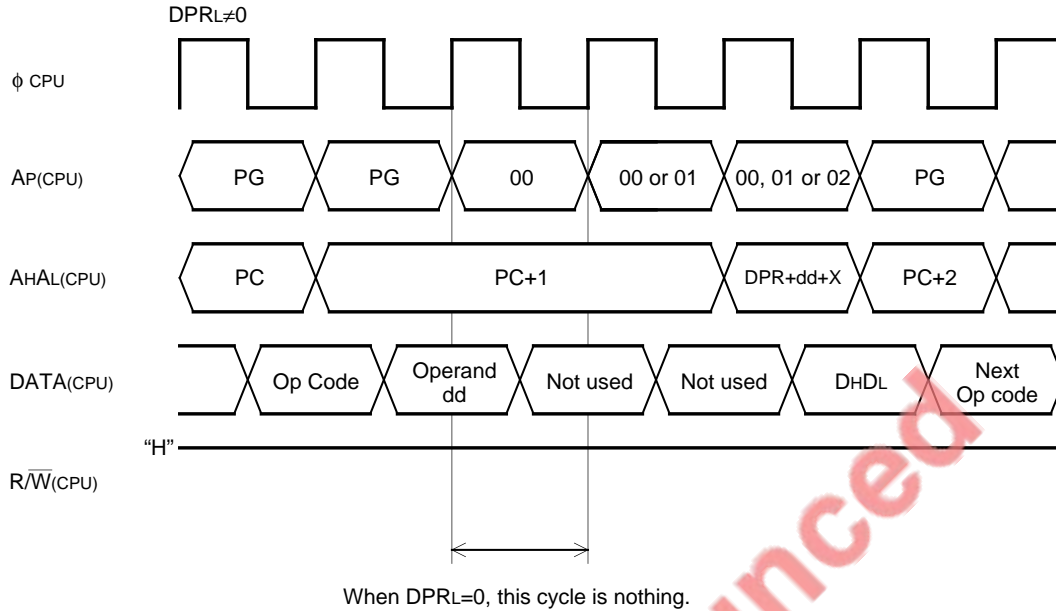 DPRL≠0
φ CPU
AP(CPU) PG PG 00 00 or 01 00, 01 or 02 PG
AHAL(CPU) PC PC+1 DPR+dd+X PC+2
DATA(CPU) Op Code Operand dd Not used Not used DHDL Next Op code
“H”
R/W̅(CPU)
When DPRL=0, this cycle is nothing.
unced